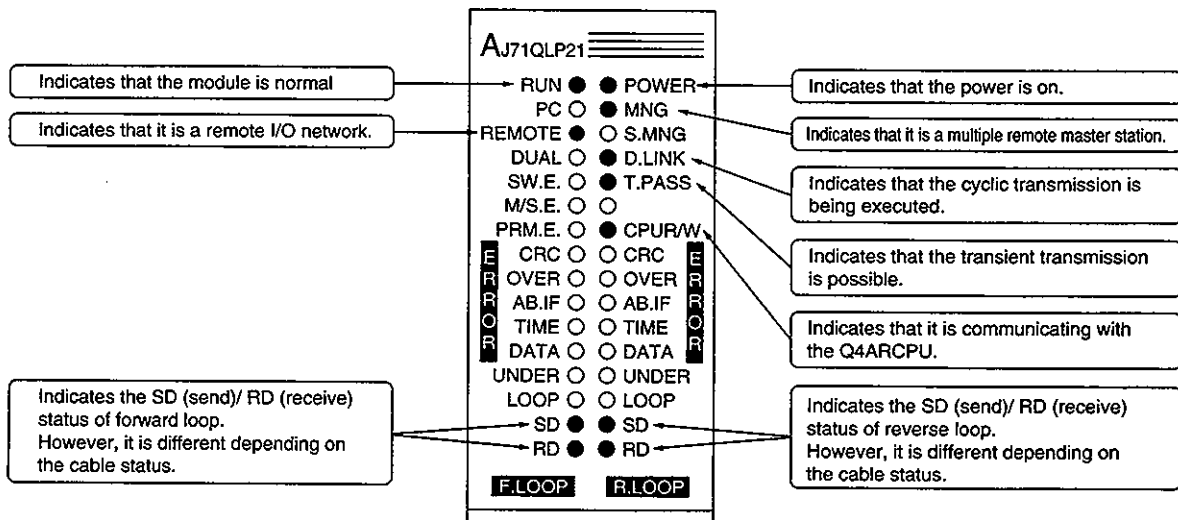 AJ71QLP21
Indicates that the module is normal
RUN POWER
Indicates that the power is on.
PC MNG
Indicates that it is a remote I/O network.
REMOTE S.MNG
Indicates that it is a multiple remote master station.
DUAL D.LINK
SW.E. T.PASS
Indicates that the cyclic transmission is
being executed.
M/S.E.
PRM.E. CPUR/W
ERROR
CRC CRC
ERROR
Indicates that the transient transmission
is possible.
OVER OVER
AB.IF AB.IF
TIME TIME
Indicates that it is communicating with
the Q4ARCPU.
DATA DATA
UNDER UNDER
LOOP LOOP
SD SD
RD RD
Indicates the SD (send)/ RD (receive)
status of forward loop.
However, it is different depending on
the cable status.
Indicates the SD (send)/ RD (receive)
status of reverse loop.
However, it is different depending on
the cable status.
F.LOOP R.LOOP